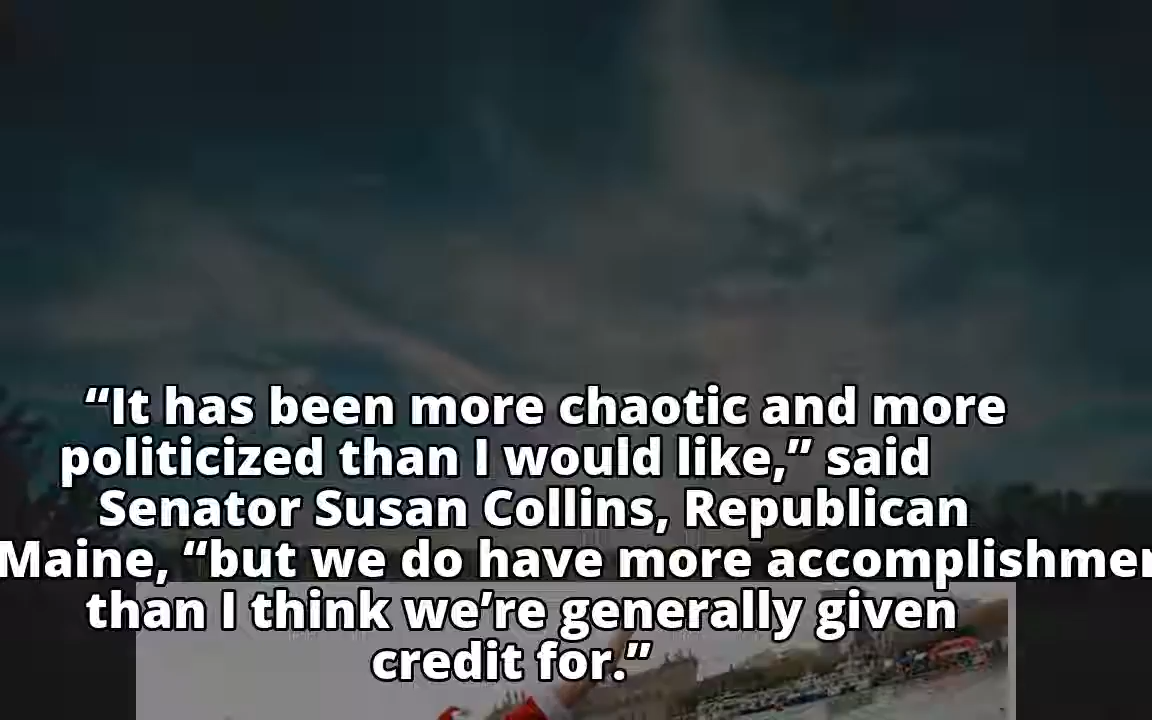 “It has been more chaotic and more
politicized than I would like,” said
Senator Susan Collins, Republican
Maine, “but we do have more
than I think we’re generally given
credit for.”